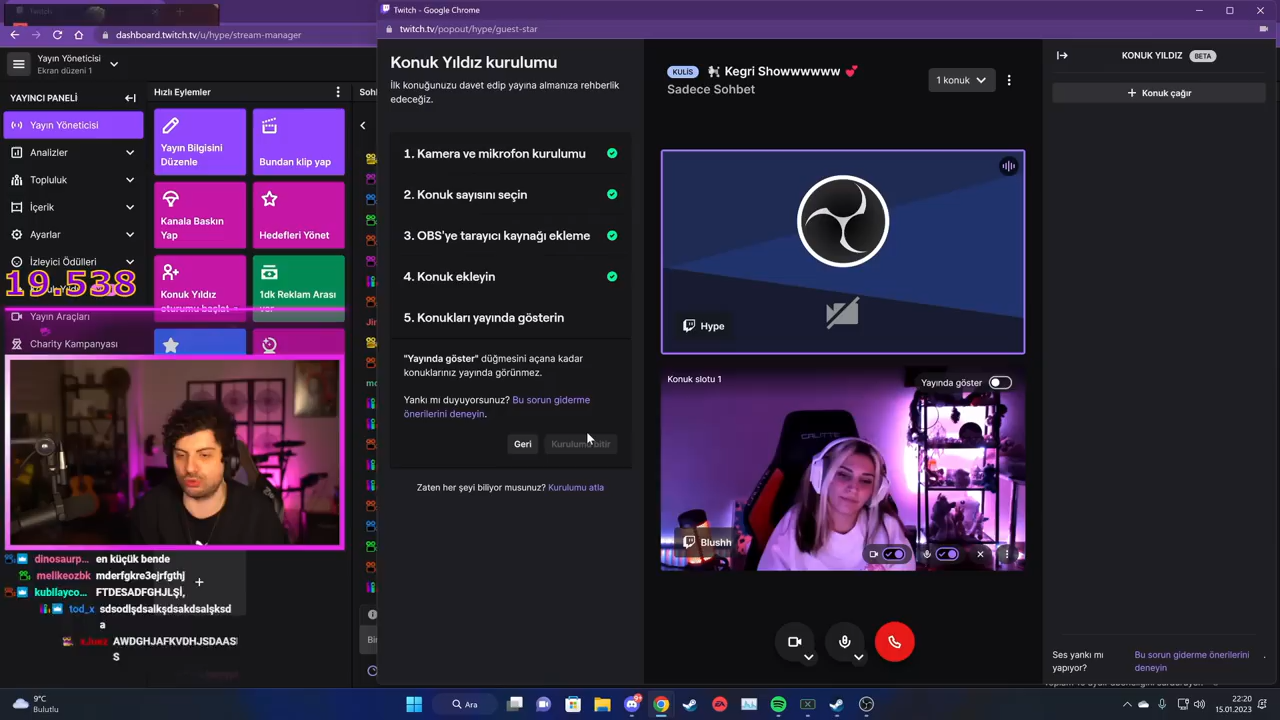 Twitch - Google Chrome
dashboard.twitch.tv/u/hype/stream-manager
twitch.tv/popout/hype/guest-star
Yayın Yöneticisi
Ekran düzeni 1
YAYINCI PANELİ
Yayın Yöneticisi
Analizler
Topluluk
İçerik
Ayarlar
İzleyici Ödülleri
19.538
Yayın Araçları
Charity Kampanyası
Hızlı Eylemler
Yayın Bilgisini
Düzenle
Bundan klip yap
Kanala Baskın
Yap
Hedefleri Yönet
Konuk Yıldız
oturumu başlat
1dk Reklam Arası
ver
Konuk Yıldız kurulumu
İlk konuğunuzu davet edip yayına almanıza rehberlik
edeceğiz.
1. Kamera ve mikrofon kurulumu
2. Konuk sayısını seçin
3. OBS'ye tarayıcı kaynağı ekleme
4. Konuk ekleyin
5. Konukları yayında gösterin
"Yayında göster" düğmesini açana kadar
konuklarınız yayında görünmez.
Yankı mı duyuyorsunuz? Bu sorun giderme
önerilerini deneyin.
Geri
Kurulumu bitir
Zaten her şeyi biliyor musunuz? Kurulumu atla
KULİS
Kegri Showwwwww
Sadece Sohbet
1 konuk
Hype
Konuk slotu 1
Yayında göster
Blushh
KONUK YILDIZ
BETA
Konuk çağır
Ses yankı mı
yapıyor?
Bu sorun giderme önerilerini
deneyin
.
dinosaurp... en küçük bende
melikeozbk mderfgkre3ejrfgthj
kubilayco... FTDESADFGHJLŞİ,
tod_x sdsodlşdsalkşdsakdsalşksd
a
AWDGHJAFKVDHJSDAAS
S
9°C
Bulutlu
Ara
22:20
15.01.2023